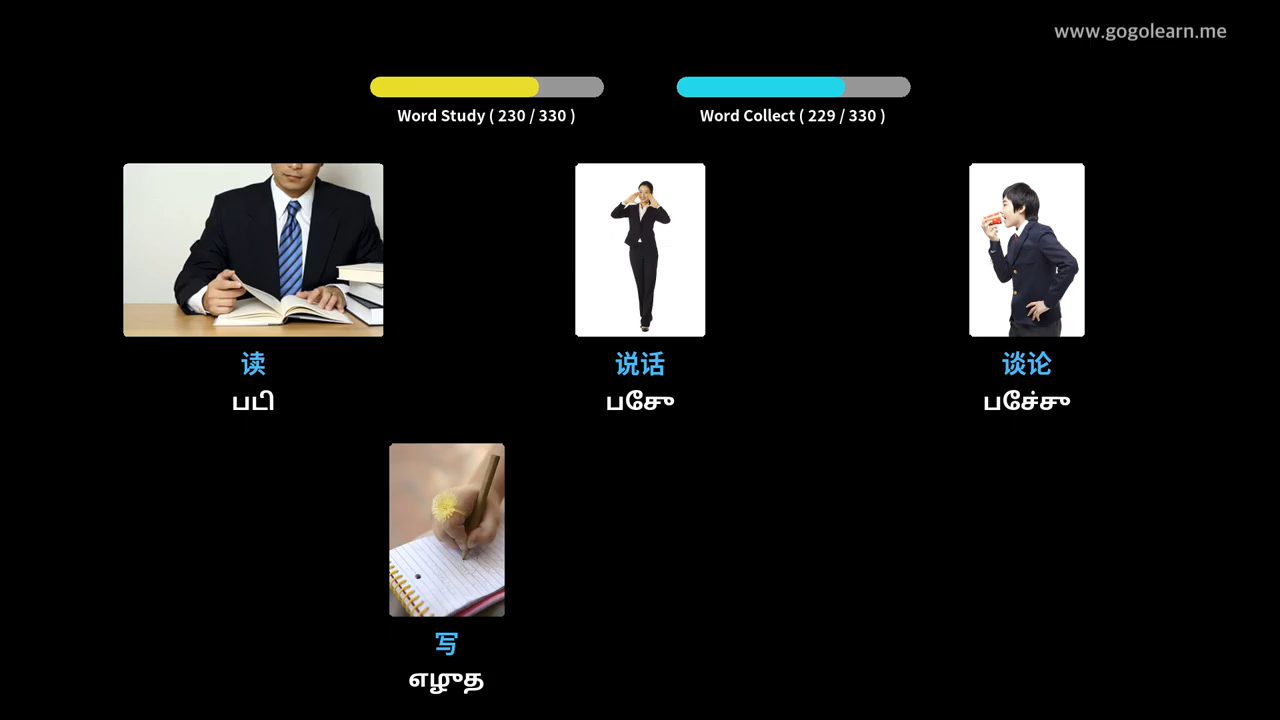 www.gogolearn.me
Word Study ( 230 / 330 )
Word Collect ( 229 / 330 )
读
படி
说话
பேசு
谈论
பேச்சு
写
எழுத